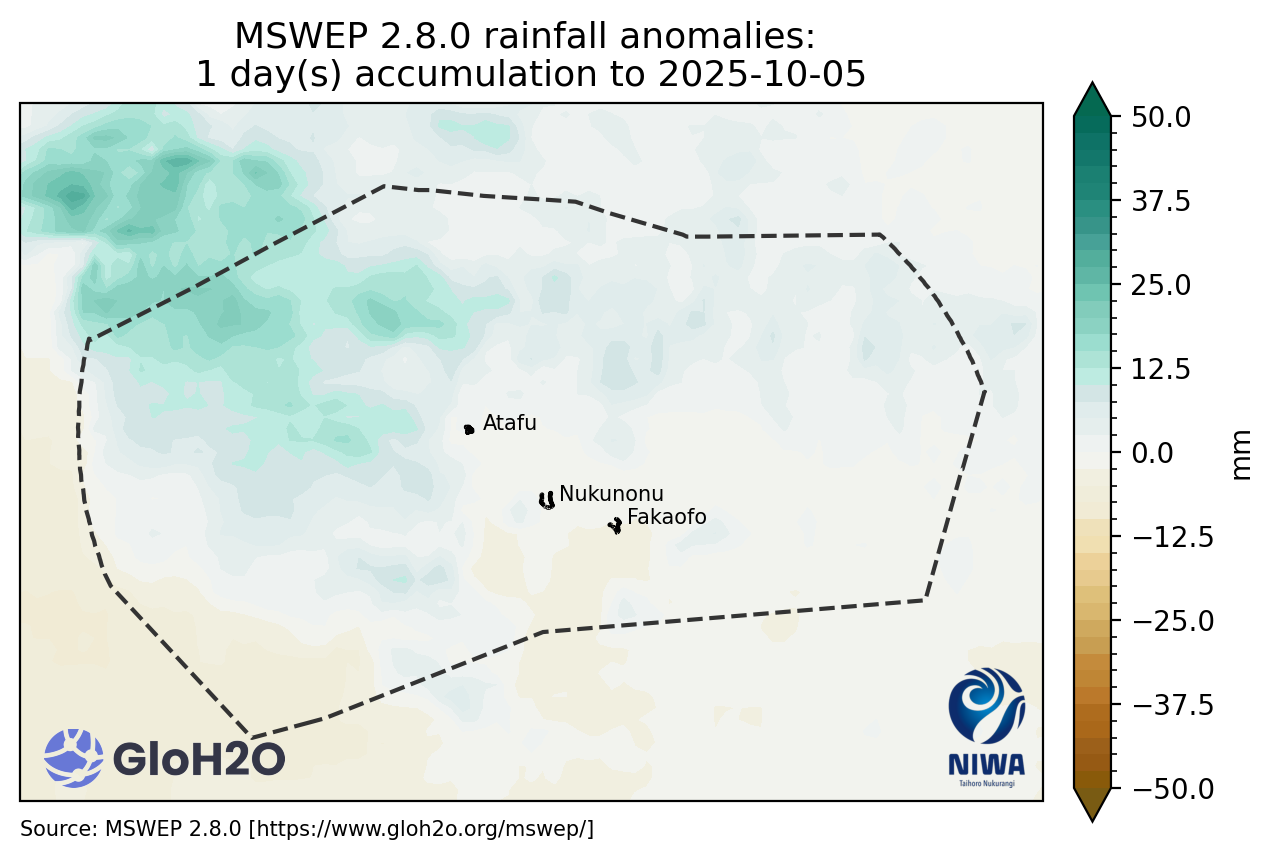 MSWEP 2.8.0 rainfall anomalies:
1 day(s) accumulation to 2025-10-05
50.0
37.5
25.0
12.5
0.0
−12.5
−25.0
−37.5
−50.0
mm
Atafu
Nukunonu
Fakaofo
GloH2O
NIWA
Taihoro Nukurangi
Source: MSWEP 2.8.0 [https://www.gloh2o.org/mswep/]